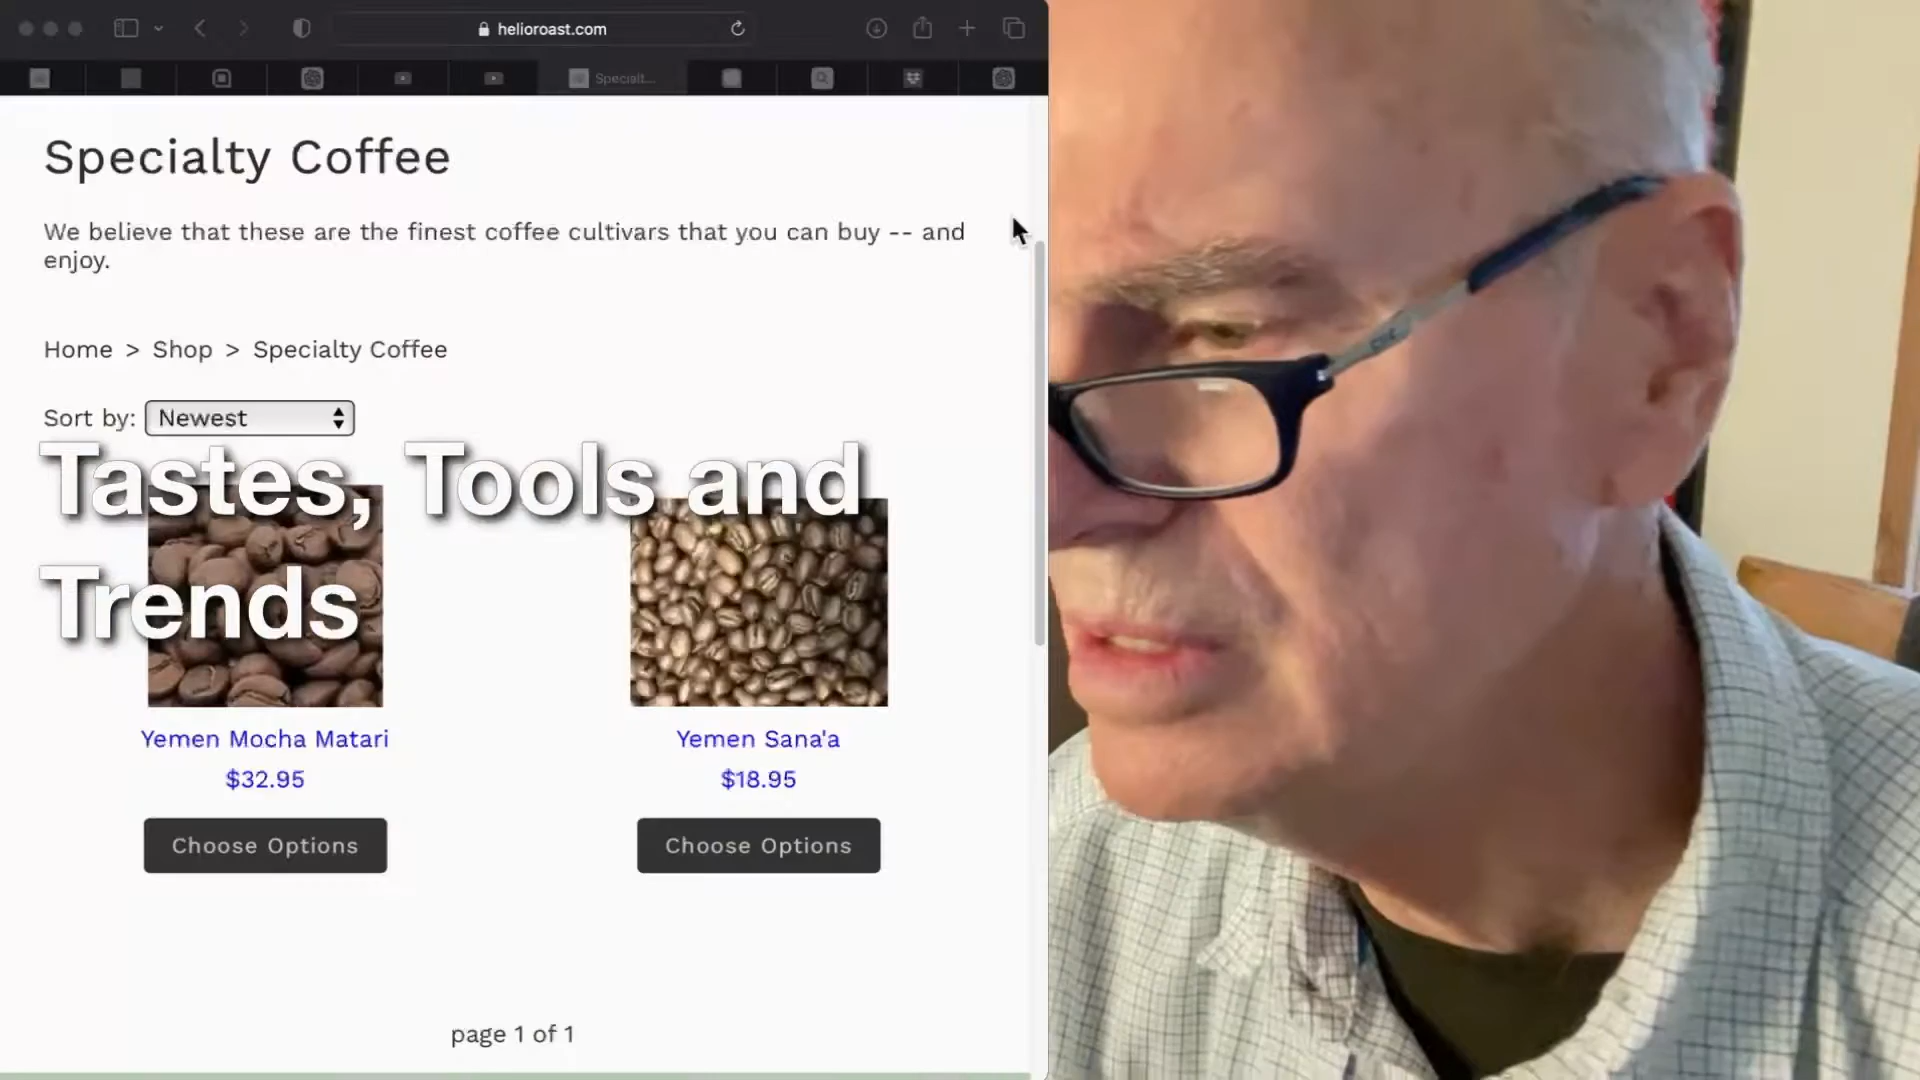 helioroast.com
Specialt...
Specialty Coffee
We believe that these are the finest coffee cultivars that you can buy -- and
enjoy.
Home > Shop > Specialty Coffee
Sort by: Newest
Tastes, Tools and
Trends
Yemen Mocha Matari
$32.95
Choose Options
Yemen Sana'a
$18.95
Choose Options
page 1 of 1